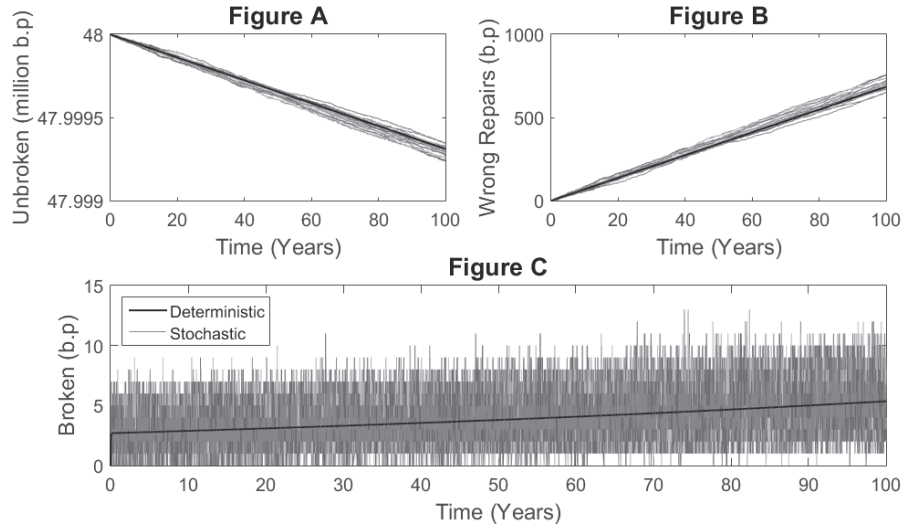 Figure A
Unbroken (million b.p)
48
47.9995
47.999
0 20 40 60 80 100
Time (Years)
Figure B
Wrong Repairs (b.p)
1000
500
0
0 20 40 60 80 100
Time (Years)
Figure C
Broken (b.p)
15
10
5
0
Deterministic
Stochastic
0 10 20 30 40 50 60 70 80 90 100
Time (Years)